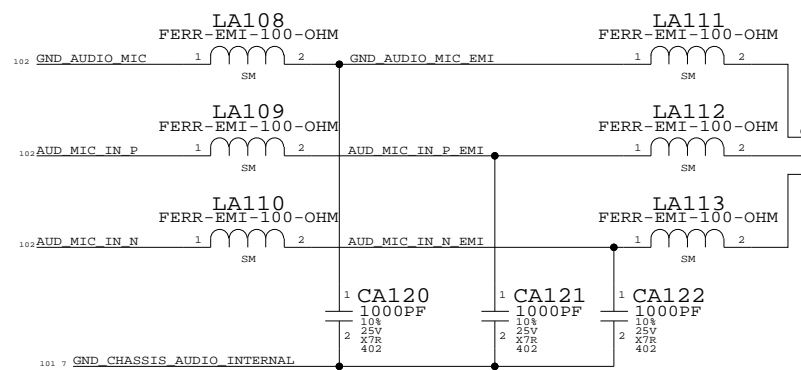 LA108
FERR-EMI-100-OHM
LA111
FERR-EMI-100-OHM
102 GND_AUDIO_MIC 1 2 GND_AUDIO_MIC_EMI 1 2
SM SM
LA109
FERR-EMI-100-OHM
LA112
FERR-EMI-100-OHM
102 AUD_MIC_IN_P 1 2 AUD_MIC_IN_P_EMI 1 2
SM SM
LA110
FERR-EMI-100-OHM
LA113
FERR-EMI-100-OHM
102 AUD_MIC_IN_N 1 2 AUD_MIC_IN_N_EMI 1 2
SM SM
1 CA120
1000PF
10%
25V
2 X7R
402
1 CA121
1000PF
10%
25V
2 X7R
402
1 CA122
1000PF
10%
25V
2 X7R
402
101 7 GND_CHASSIS_AUDIO_INTERNAL